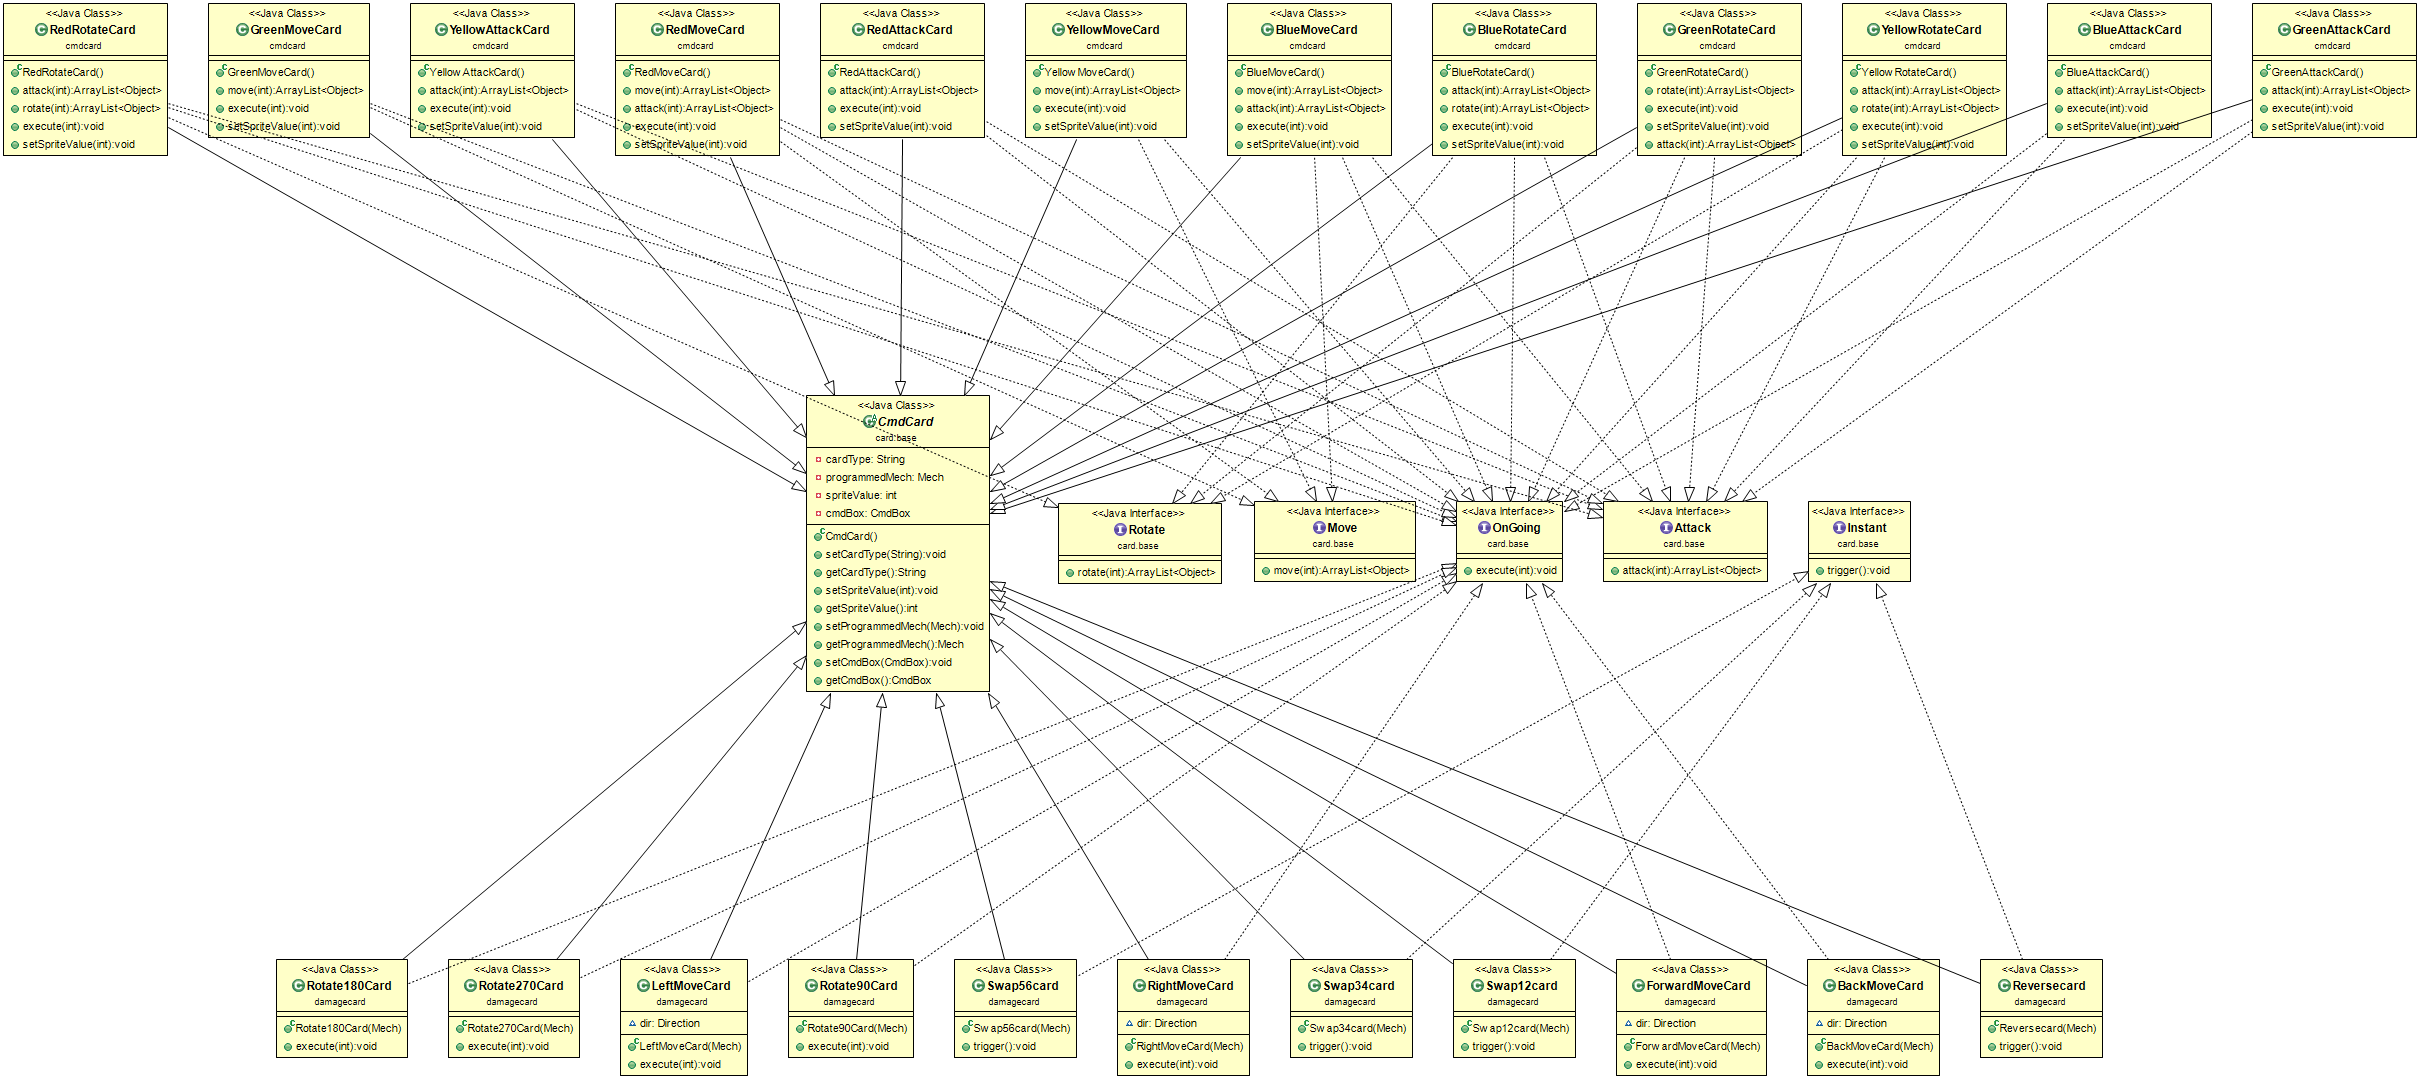 <<Java Class>>
RedRotateCard
cmdcard
RedRotateCard()
attack(int):ArrayList<Object>
rotate(int):ArrayList<Object>
execute(int):void
setSpriteValue(int):void
<<Java Class>>
GreenMoveCard
cmdcard
GreenMoveCard()
move(int):ArrayList<Object>
execute(int):void
setSpriteValue(int):void
<<Java Class>>
YellowAttackCard
cmdcard
YellowAttackCard()
attack(int):ArrayList<Object>
execute(int):void
setSpriteValue(int):void
<<Java Class>>
RedMoveCard
cmdcard
RedMoveCard()
move(int):ArrayList<Object>
attack(int):ArrayList<Object>
execute(int):void
setSpriteValue(int):void
<<Java Class>>
RedAttackCard
cmdcard
RedAttackCard()
attack(int):ArrayList<Object>
execute(int):void
setSpriteValue(int):void
<<Java Class>>
YellowMoveCard
cmdcard
YellowMoveCard()
move(int):ArrayList<Object>
execute(int):void
setSpriteValue(int):void
<<Java Class>>
BlueMoveCard
cmdcard
BlueMoveCard()
move(int):ArrayList<Object>
attack(int):ArrayList<Object>
execute(int):void
setSpriteValue(int):void
<<Java Class>>
BlueRotateCard
cmdcard
BlueRotateCard()
attack(int):ArrayList<Object>
rotate(int):ArrayList<Object>
execute(int):void
setSpriteValue(int):void
<<Java Class>>
GreenRotateCard
cmdcard
GreenRotateCard()
rotate(int):ArrayList<Object>
execute(int):void
setSpriteValue(int):void
attack(int):ArrayList<Object>
<<Java Class>>
YellowRotateCard
cmdcard
YellowRotateCard()
attack(int):ArrayList<Object>
rotate(int):ArrayList<Object>
execute(int):void
setSpriteValue(int):void
<<Java Class>>
BlueAttackCard
cmdcard
BlueAttackCard()
attack(int):ArrayList<Object>
execute(int):void
setSpriteValue(int):void
<<Java Class>>
GreenAttackCard
cmdcard
GreenAttackCard()
attack(int):ArrayList<Object>
execute(int):void
setSpriteValue(int):void
<<Java Class>>
CmdCard
card.base
cardType: String
programmedMech: Mech
spriteValue: int
cmdBox: CmdBox
CmdCard()
setCardType(String):void
getCardType():String
setSpriteValue(int):void
getSpriteValue():int
setProgrammedMech(Mech):void
getProgrammedMech():Mech
setCmdBox(CmdBox):void
getCmdBox():CmdBox
<<Java Interface>>
Rotate
card.base
rotate(int):ArrayList<Object>
<<Java Interface>>
Move
card.base
move(int):ArrayList<Object>
<<Java Interface>>
OnGoing
card.base
execute(int):void
<<Java Interface>>
Attack
card.base
attack(int):ArrayList<Object>
<<Java Interface>>
Instant
card.base
trigger():void
<<Java Class>>
Rotate180Card
damagecard
Rotate180Card(Mech)
execute(int):void
<<Java Class>>
Rotate270Card
damagecard
Rotate270Card(Mech)
execute(int):void
<<Java Class>>
LeftMoveCard
damagecard
dir: Direction
LeftMoveCard(Mech)
execute(int):void
<<Java Class>>
Rotate90Card
damagecard
Rotate90Card(Mech)
execute(int):void
<<Java Class>>
Swap56card
damagecard
Swap56card(Mech)
trigger():void
<<Java Class>>
RightMoveCard
damagecard
dir: Direction
RightMoveCard(Mech)
execute(int):void
<<Java Class>>
Swap34card
damagecard
Swap34card(Mech)
trigger():void
<<Java Class>>
Swap12card
damagecard
Swap12card(Mech)
trigger():void
<<Java Class>>
ForwardMoveCard
damagecard
dir: Direction
ForwardMoveCard(Mech)
execute(int):void
<<Java Class>>
BackMoveCard
damagecard
dir: Direction
BackMoveCard(Mech)
execute(int):void
<<Java Class>>
Reversecard
damagecard
Reversecard(Mech)
trigger():void